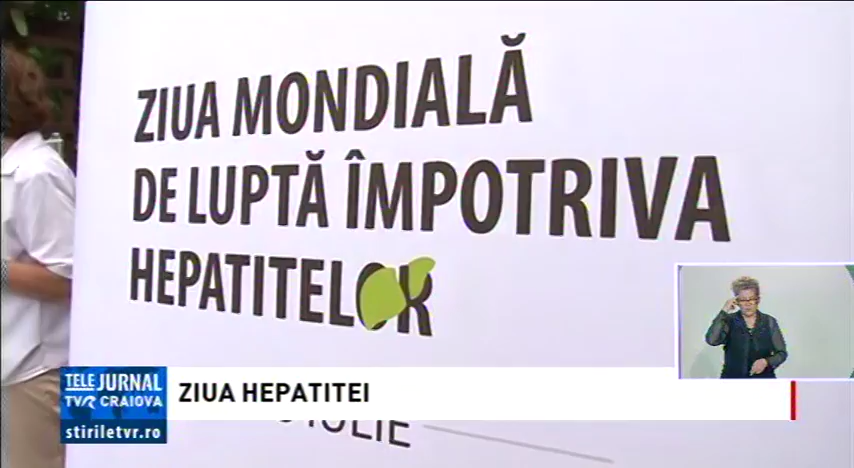 ZIUA MONDIALĂ
DE LUPTĂ ÎMPOTRIVA
HEPATITELOR
TELE JURNAL
TVR CRAIOVA
stiriletvr.ro
ZIUA HEPATITEI
IULIE